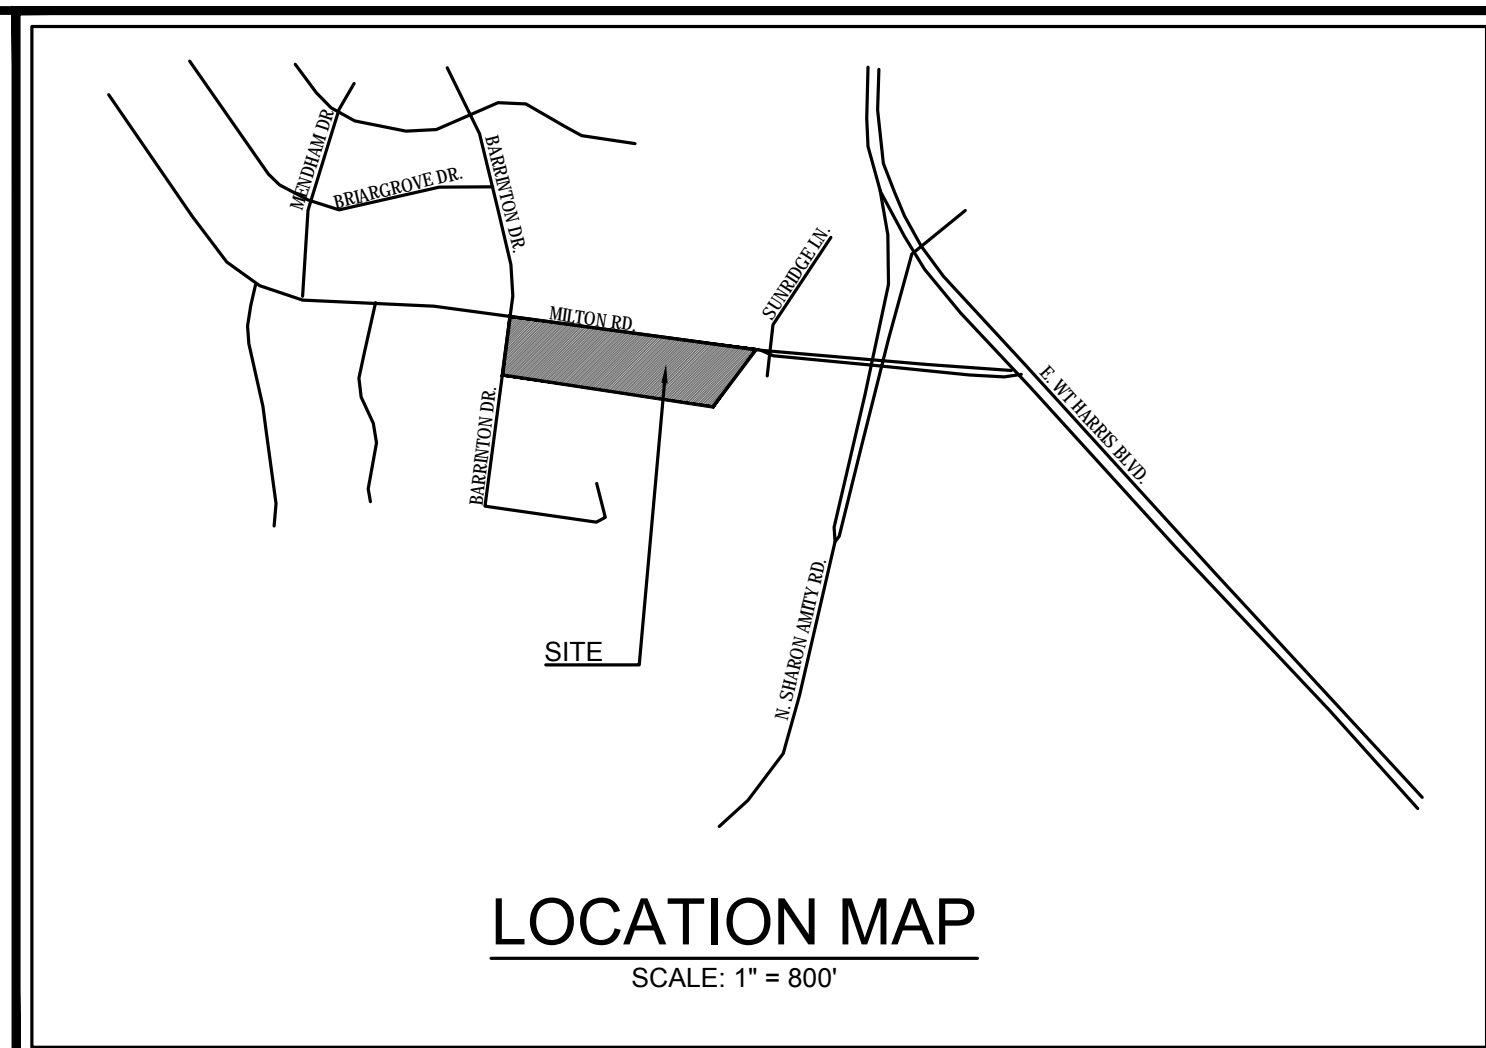 MENDHAM DR.
BRIARGROVE DR.
BARRINTON DR.
SUNRIDGE LN.
MILTON RD.
E. WT HARRIS BLVD.
BARRINTON DR.
N. SHARON AMITY RD.
SITE
LOCATION MAP
SCALE: 1" = 800'